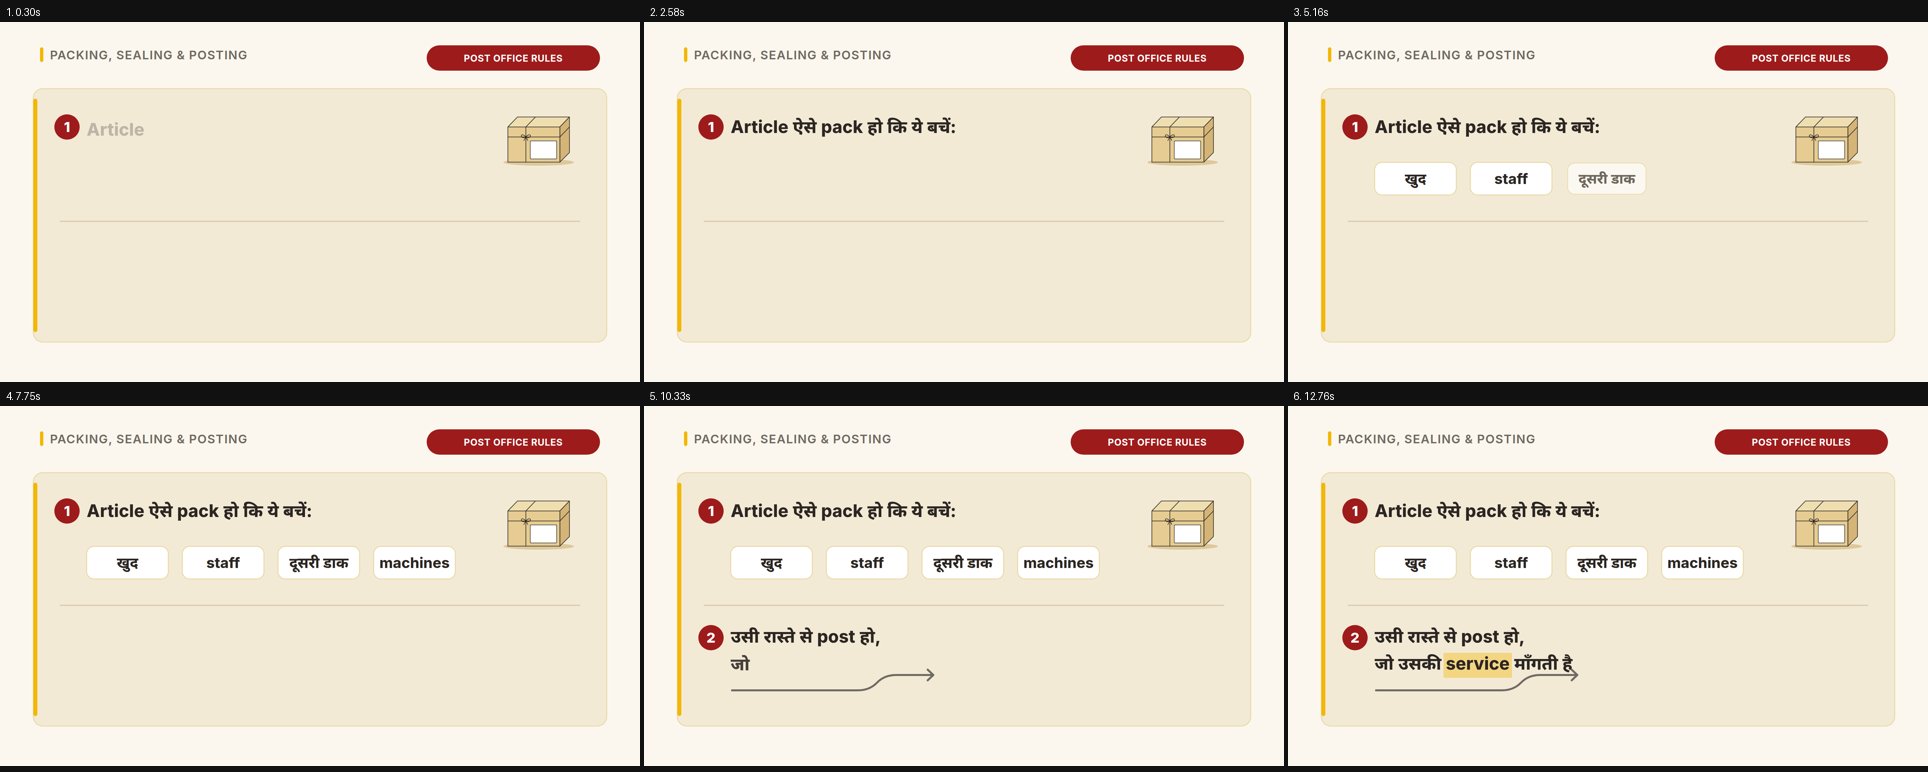 1. 0.30s
PACKING, SEALING & POSTING
POST OFFICE RULES
1 Article
2. 2.58s
PACKING, SEALING & POSTING
POST OFFICE RULES
1 Article ऐसे pack हो कि ये बचें:
3. 5.16s
PACKING, SEALING & POSTING
POST OFFICE RULES
1 Article ऐसे pack हो कि ये बचें:
खुद staff दूसरी डाक
4. 7.75s
PACKING, SEALING & POSTING
POST OFFICE RULES
1 Article ऐसे pack हो कि ये बचें:
खुद staff दूसरी डाक machines
5. 10.33s
PACKING, SEALING & POSTING
POST OFFICE RULES
1 Article ऐसे pack हो कि ये बचें:
खुद staff दूसरी डाक machines
2 उसी रास्ते से post हो,
जो
6. 12.76s
PACKING, SEALING & POSTING
POST OFFICE RULES
1 Article ऐसे pack हो कि ये बचें:
खुद staff दूसरी डाक machines
2 उसी रास्ते से post हो,
जो उसकी service माँगती है